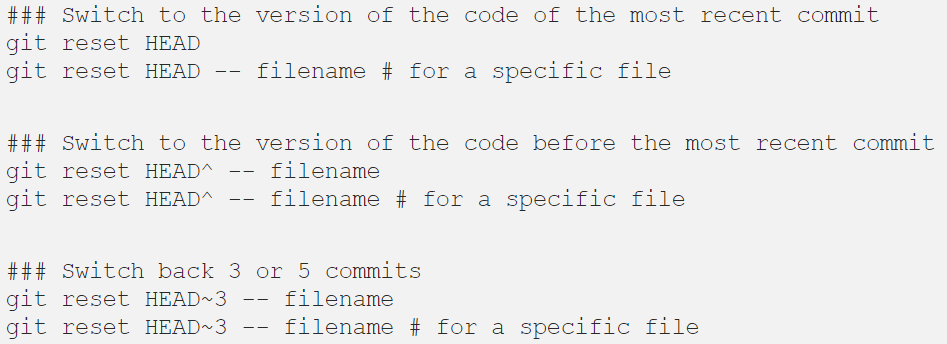 ### Switch to the version of the code of the most recent commit
git reset HEAD
git reset HEAD -- filename # for a specific file
### Switch to the version of the code before the most recent commit
git reset HEAD^ -- filename
git reset HEAD^ -- filename # for a specific file
### Switch back 3 or 5 commits
git reset HEAD~3 -- filename
git reset HEAD~3 -- filename # for a specific file